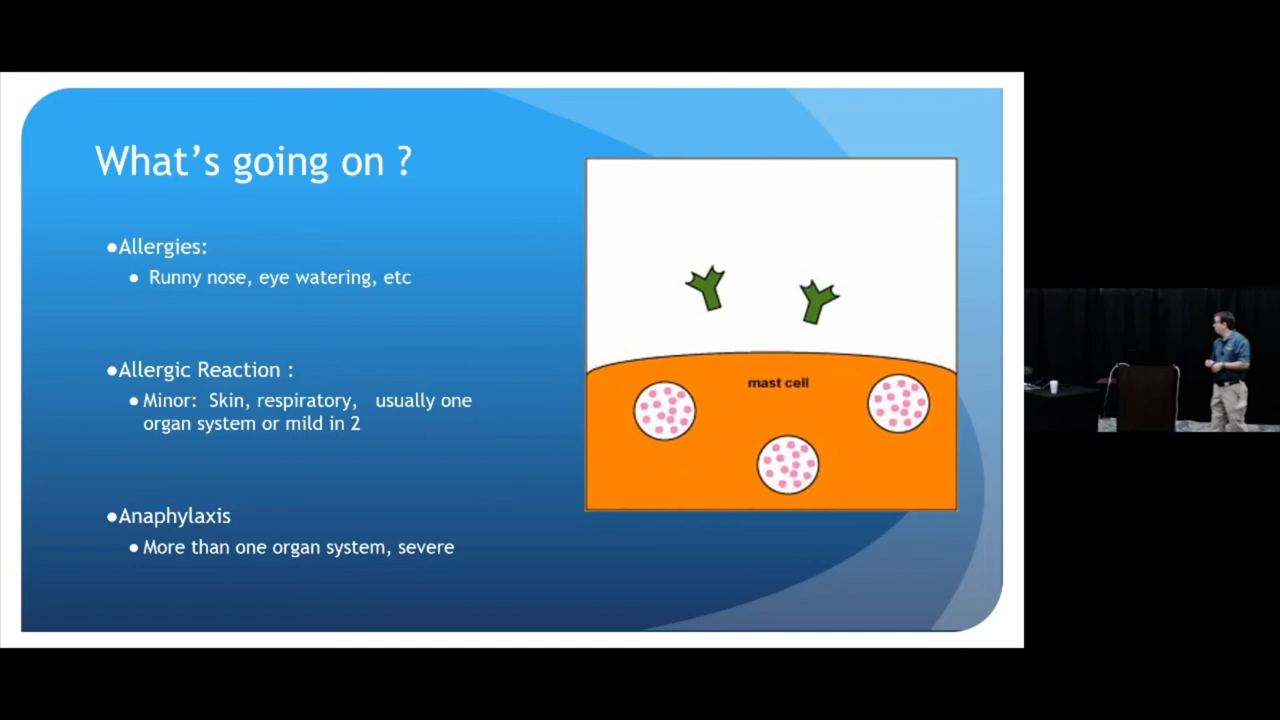 What’s going on ?
●Allergies:
● Runny nose, eye watering, etc
●Allergic Reaction :
● Minor: Skin, respiratory, usually one
organ system or mild in 2
●Anaphylaxis
● More than one organ system, severe
mast cell